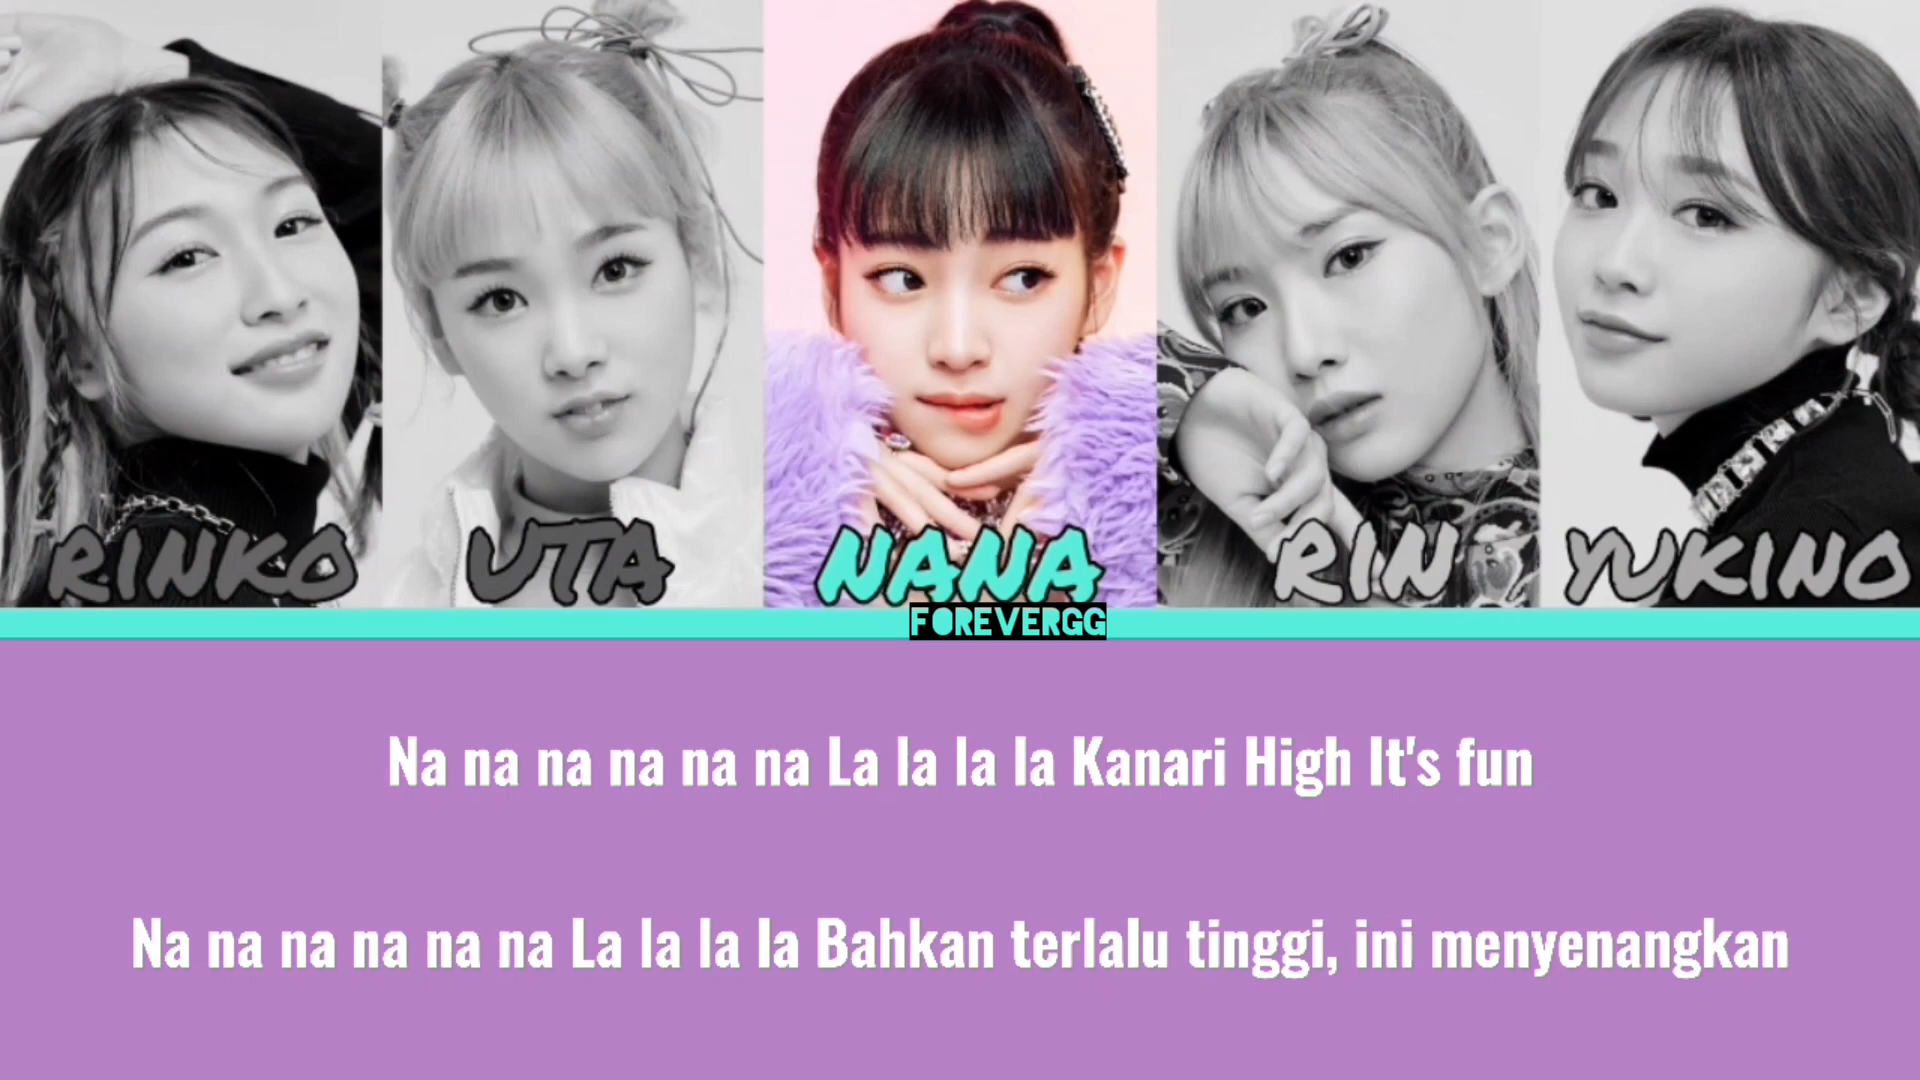 RINKO UTA NANA RIN YUKINO
FOREVERGG
Na na na na na na La la la la Kanari High It's fun
Na na na na na na La la la la Bahkan terlalu tinggi, ini menyenangkan